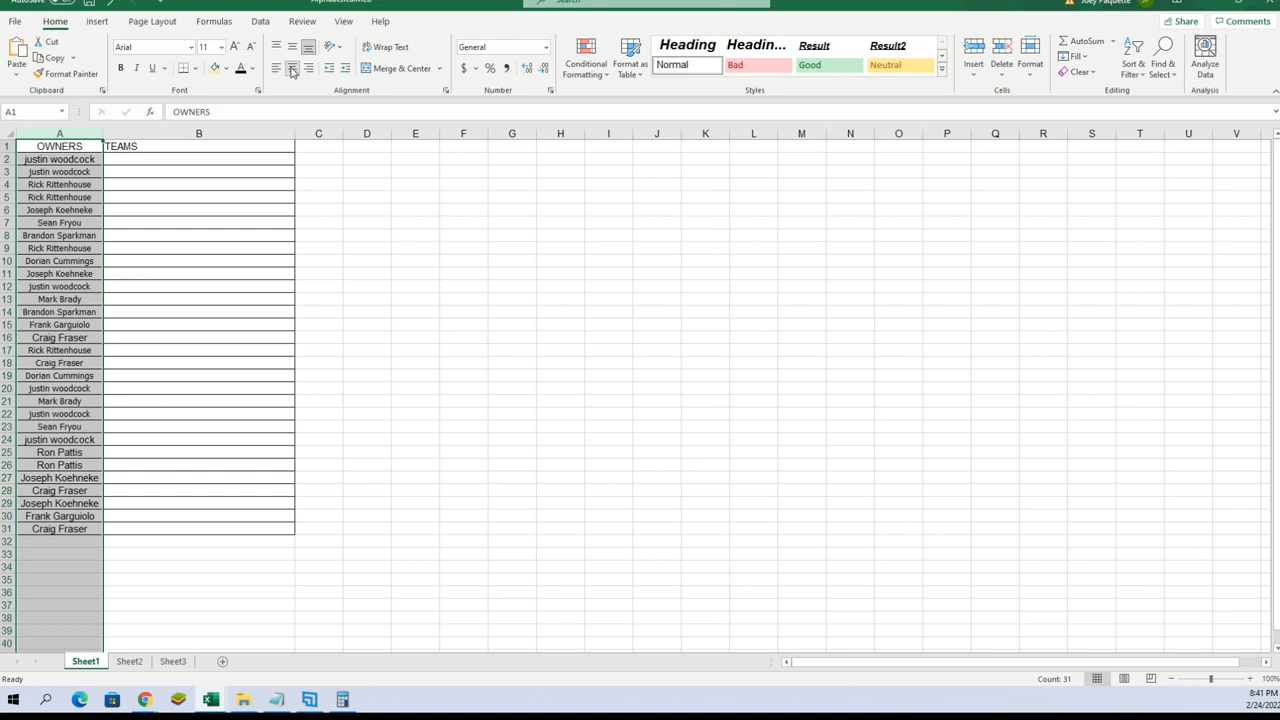 Search
Joey Paquette
File Home Insert Page Layout Formulas Data Review View Help Share Comments
Paste Cut Copy Format Painter Clipboard
Arial 11 Font
Wrap Text Merge & Center Alignment
General Number
Conditional Formatting Format as Table
Heading Headin... Result Result2
Normal Bad Good Neutral
Styles
Insert Delete Format Cells
AutoSum Fill Clear Sort & Filter Find & Select Editing
Analyze Data Analysis
A1 OWNERS
A B C D E F G H I J K L M N O P Q R S T U V
1 OWNERS TEAMS
2 justin woodcock
3 justin woodcock
4 Rick Rittenhouse
5 Rick Rittenhouse
6 Joseph Koehneke
7 Sean Fryou
8 Brandon Sparkman
9 Rick Rittenhouse
10 Dorian Cummings
11 Joseph Koehneke
12 justin woodcock
13 Mark Brady
14 Brandon Sparkman
15 Frank Garguiolo
16 Craig Fraser
17 Rick Rittenhouse
18 Craig Fraser
19 Dorian Cummings
20 justin woodcock
21 Mark Brady
22 justin woodcock
23 Sean Fryou
24 justin woodcock
25 Ron Pattis
26 Ron Pattis
27 Joseph Koehneke
28 Craig Fraser
29 Joseph Koehneke
30 Frank Garguiolo
31 Craig Fraser
32
33
34
35
36
37
38
39
40
Sheet1 Sheet2 Sheet3
Ready Count: 31 100%
8:41 PM